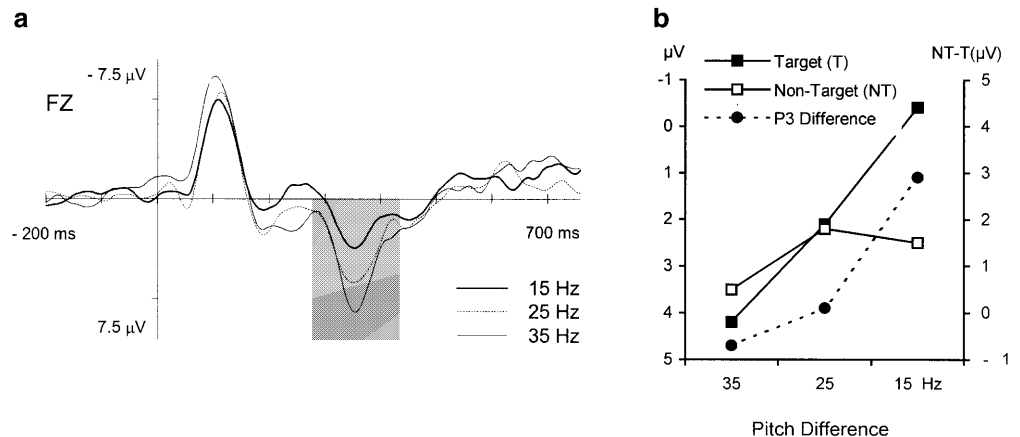 a
- 7.5 µV
FZ
- 200 ms
700 ms
7.5 µV
15 Hz
25 Hz
35 Hz
b
µV
NT-T(µV)
Target (T)
Non-Target (NT)
P3 Difference
-1
0
1
2
3
4
5
5
4
3
2
1
0
- 1
35
25
15 Hz
Pitch Difference